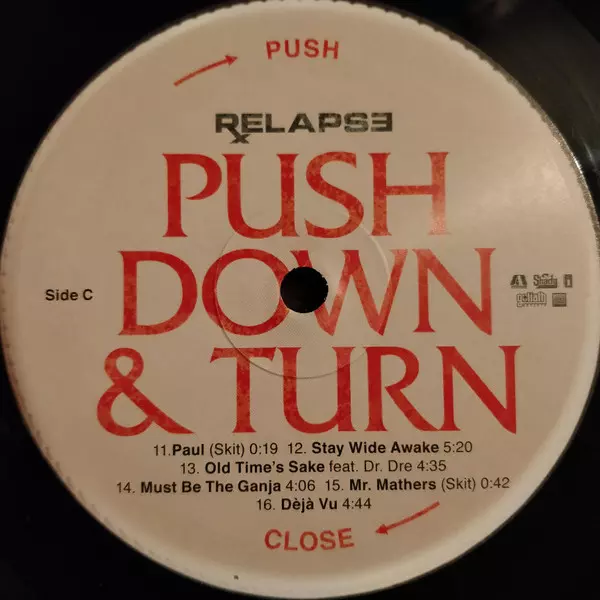 PUSH
RELAPSE
PUSH
DOWN
Side C
& TURN
11.Paul (Skit) 0:19 12. Stay Wide Awake 5:20
13. Old Time's Sake feat. Dr. Dre 4:35
14. Must Be The Ganja 4:06 15. Mr. Mathers (Skit) 0:42
16. Dèjà Vu 4:44
CLOSE